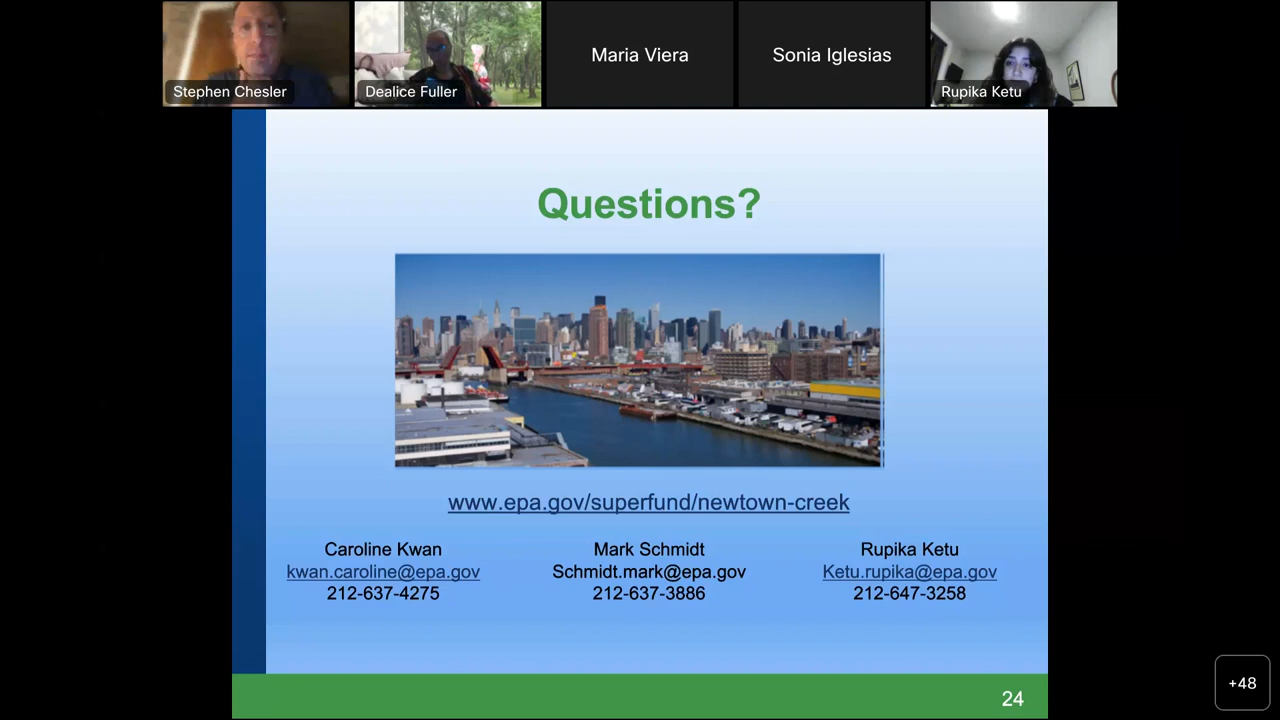 Stephen Chesler
Dealice Fuller
Maria Viera
Sonia Iglesias
Rupika Ketu
Questions?
www.epa.gov/superfund/newtown-creek
Caroline Kwan
kwan.caroline@epa.gov
212-637-4275
Mark Schmidt
Schmidt.mark@epa.gov
212-637-3886
Rupika Ketu
Ketu.rupika@epa.gov
212-647-3258
24
+48